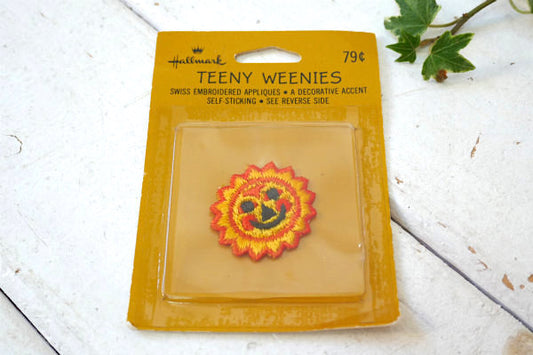 Hallmark 79¢
TEENY WEENIES
SWISS EMBROIDERED APPLIQUES • A DECORATIVE ACCENT
SELF-STICKING • SEE REVERSE SIDE